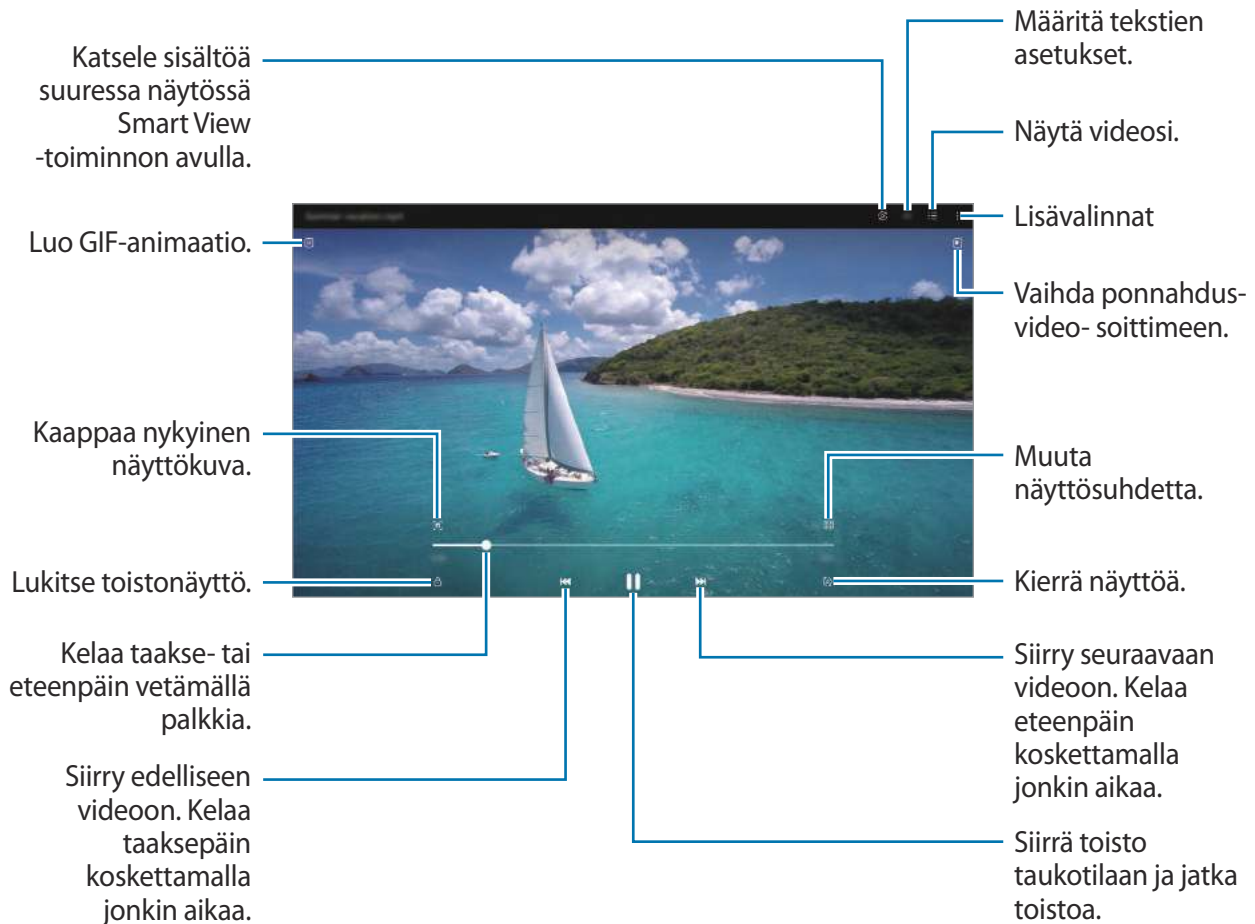 Katsele sisältöä
suuressa näytössä
Smart View
-toiminnon avulla.
Luo GIF-animaatio.
Kaappaa nykyinen
näyttökuva.
Lukitse toistonäyttö.
Kelaa taakse- tai
eteenpäin vetämällä
palkkia.
Siirry edelliseen
videoon. Kelaa
taaksepäin
koskettamalla
jonkin aikaa.
Määritä tekstien
asetukset.
Näytä videosi.
Lisävalinnat
Vaihda ponnahdus-
video- soittimeen.
Muuta
näyttösuhdetta.
Kierrä näyttöä.
Siirry seuraavaan
videoon. Kelaa
eteenpäin
koskettamalla
jonkin aikaa.
Siirrä toisto
taukotilaan ja jatka
toistoa.